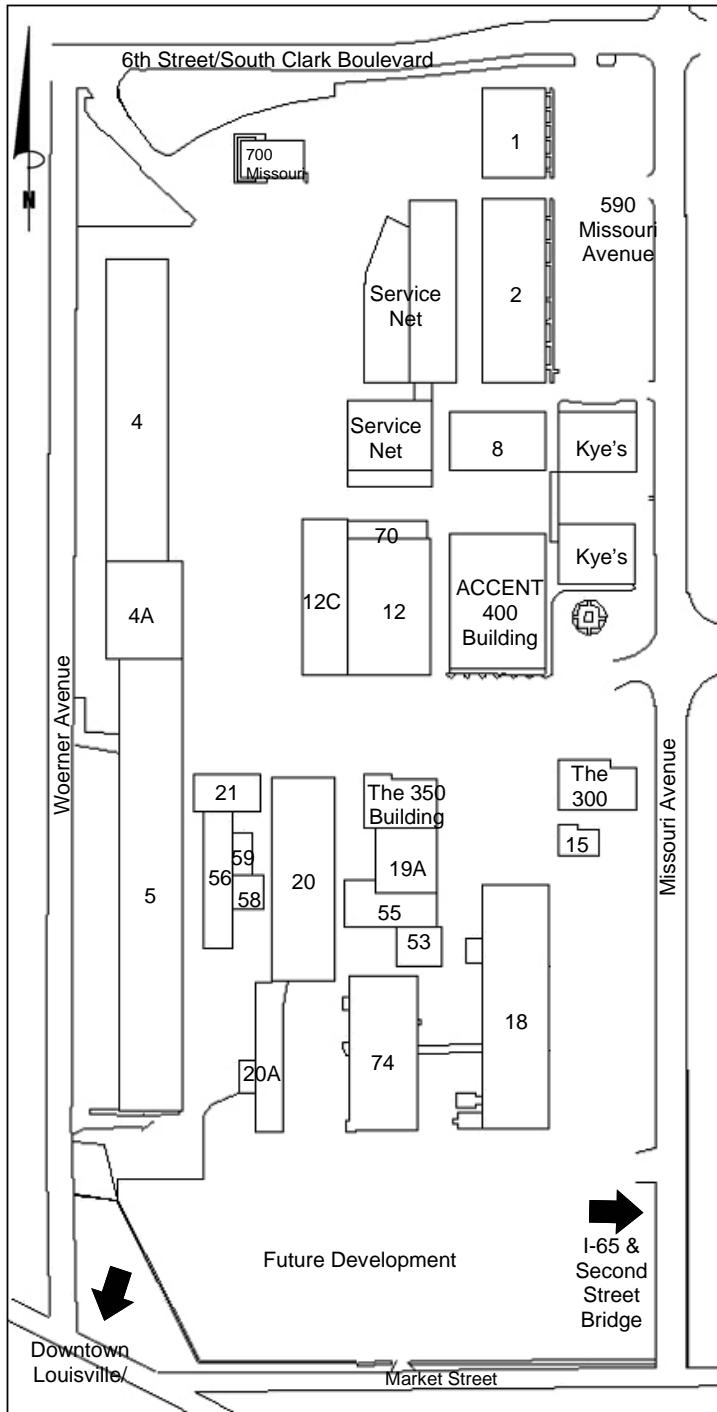 6th Street/South Clark Boulevard
1
700
Missouri
N
590
Missouri
Avenue
2
Service
Net
4
Service
Net
8
Kye's
70
Kye's
12C
12
ACCENT
400
Building
4A
Woerner Avenue
Missouri Avenue
21
The 350
Building
The
300
15
59
56
58
20
19A
5
55
53
18
20A
74
Future Development
I-65 &
Second
Street
Bridge
Downtown
Louisville/
Market Street